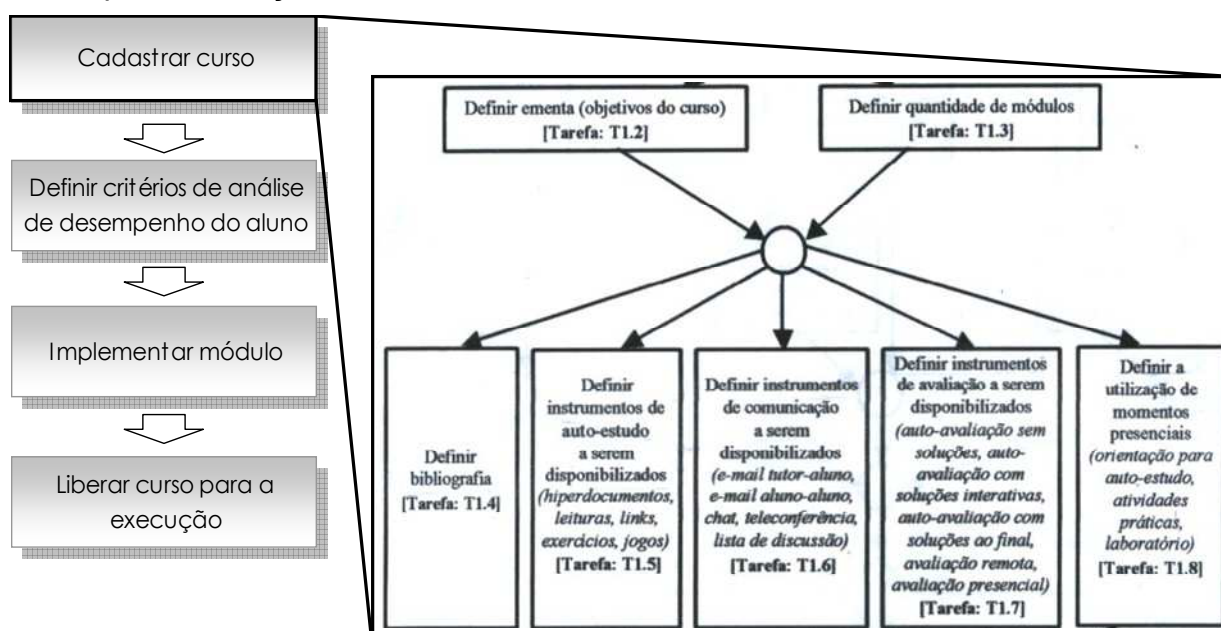 Cadastrar curso
Definir critérios de análise
de desempenho do aluno
Implementar módulo
Liberar curso para a
execução
Definir ementa (objetivos do curso)
[Tarefa: T1.2]
Definir quantidade de módulos
[Tarefa: T1.3]
Definir
bibliografia
[Tarefa: T1.4]
Definir
instrumentos de
auto-estudo
a serem
disponibilizados
(hiperdocumentos,
leituras, links,
exercícios, jogos)
[Tarefa: T1.5]
Definir instrumentos
de comunicação
a serem
disponibilizados
(e-mail tutor-aluno,
e-mail aluno-aluno,
chat, teleconferência,
lista de discussão)
[Tarefa: T1.6]
Definir instrumentos
de avaliação a serem
disponibilizados
(auto-avaliação sem
soluções, auto-
avaliação com
soluções interativas,
auto-avaliação com
soluções ao final,
avaliação remota,
avaliação presencial)
[Tarefa: T1.7]
Definir a
utilização de
momentos
presenciais
(orientação para
auto-estudo,
atividades
práticas,
laboratório)
[Tarefa: T1.8]